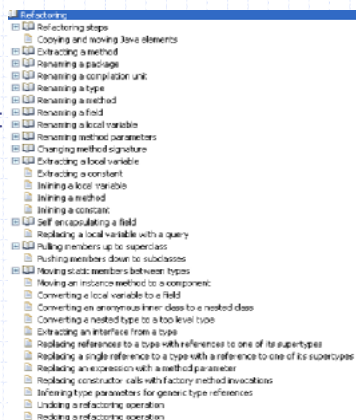 Refactoring
Refactoring steps
Copying and moving Java elements
Extracting a method
Renaming a package
Renaming a compilation unit
Renaming a type
Renaming a method
Renaming a field
Renaming a local variable
Renaming method parameters
Changing method signature
Extracting a local variable
Extracting a constant
Inlining a local variable
Inlining a method
Inlining a constant
Self encapsulating a field
Replacing a local variable with a query
Pulling members up to superclass
Pushing members down to subclasses
Moving static members between types
Moving an instance method to a component
Converting a local variable to a field
Converting an anonymous inner class to a nested class
Converting a nested type to a top level type
Extracting an interface from a type
Replacing references to a type with references to one of its supertypes
Replacing a single reference to a type with a reference to one of its supertypes
Replacing an expression with a method parameter
Replacing constructor calls with factory method invocations
Inferring type parameters for generic type references
Undoing a refactoring operation
Redoing a refactoring operation